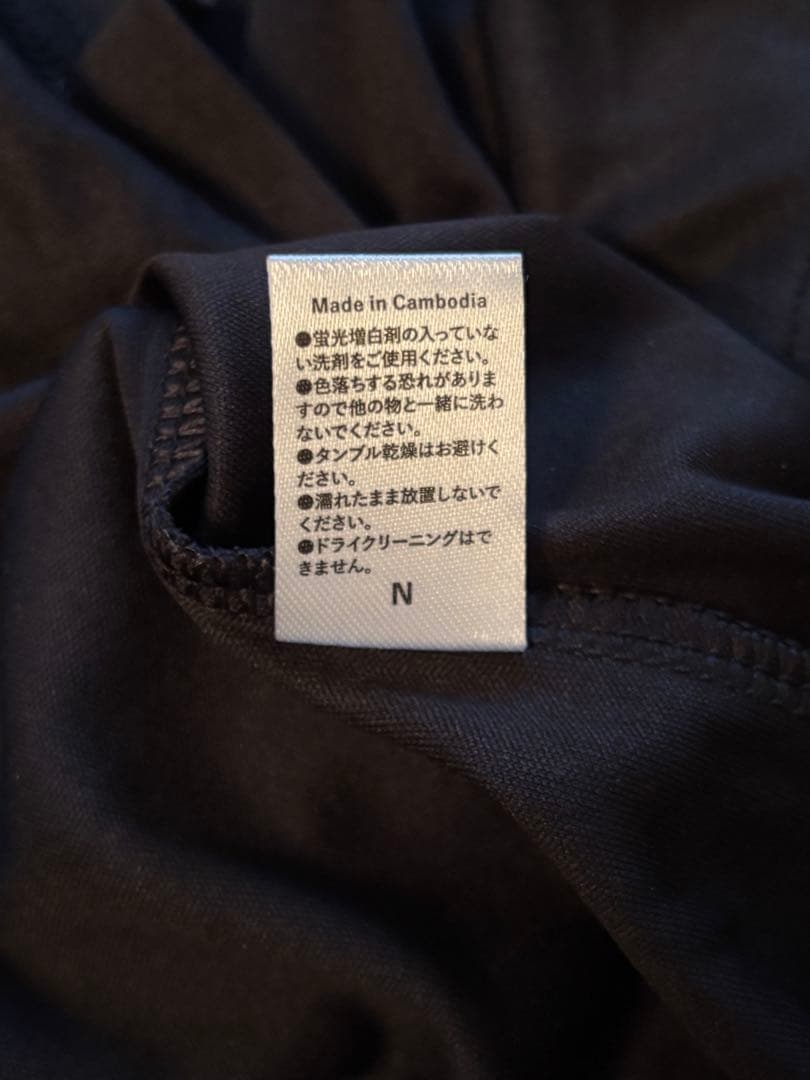 Made in Cambodia
●蛍光増白剤の入っていな
い洗剤をご使用ください。
●色落ちする恐れがありま
すので他の物と一緒に洗わ
ないでください。
●タンブル乾燥はお避けく
ださい。
●濡れたまま放置しないで
ください。
●ドライクリーニングはで
きません。
N